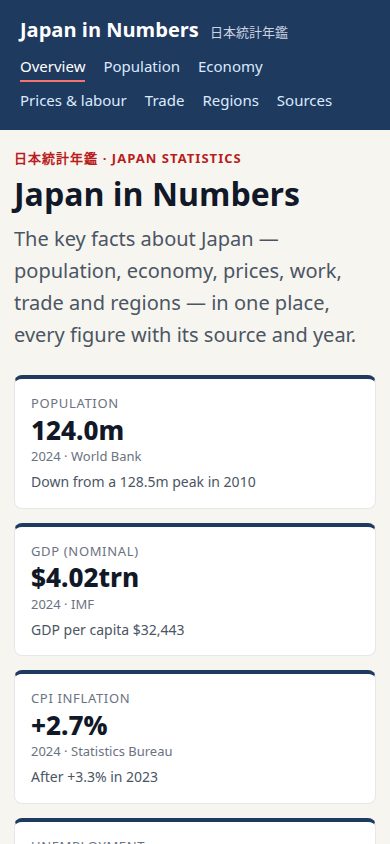 Japan in Numbers 日本統計年鑑
Overview Population Economy
Prices & labour Trade Regions Sources
日本統計年鑑 · JAPAN STATISTICS
Japan in Numbers
The key facts about Japan —
population, economy, prices, work,
trade and regions — in one place,
every figure with its source and year.
POPULATION
124.0m
2024 · World Bank
Down from a 128.5m peak in 2010
GDP (NOMINAL)
$4.02trn
2024 · IMF
GDP per capita $32,443
CPI INFLATION
+2.7%
2024 · Statistics Bureau
After +3.3% in 2023